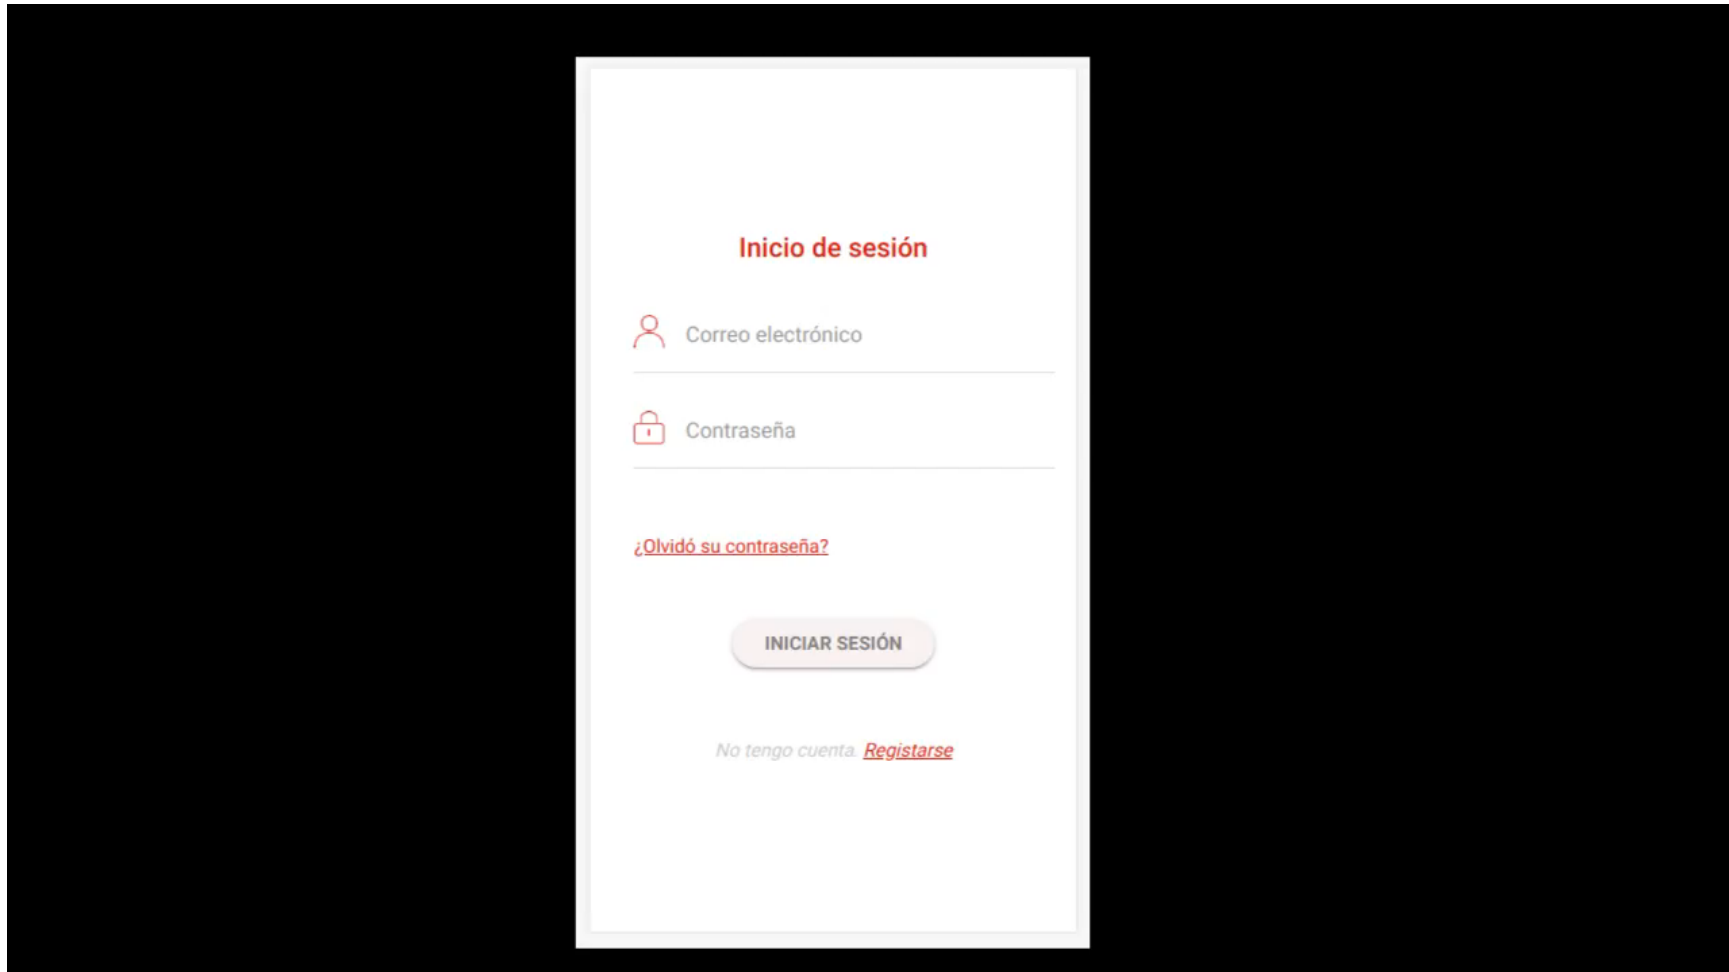 Inicio de sesión
Correo electrónico
Contraseña
¿Olvidó su contraseña?
INICIAR SESIÓN
No tengo cuenta. Registarse